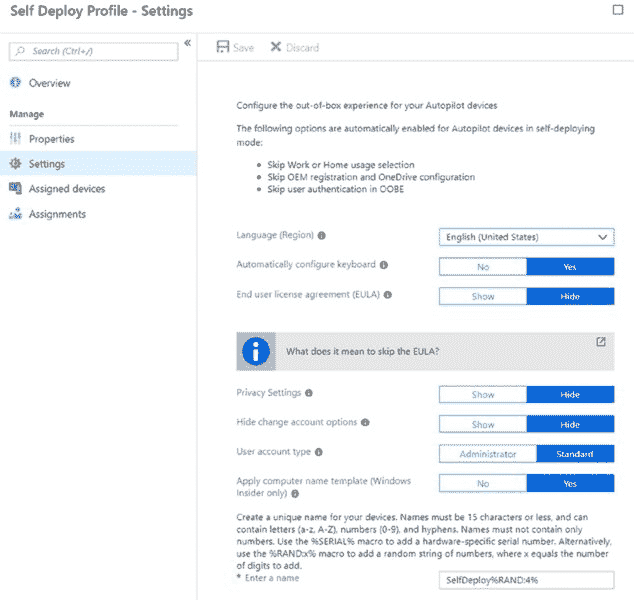 Self Deploy Profile - Settings
Search (Ctrl+/)
«
Save
Discard
Overview
Manage
Properties
Settings
Assigned devices
Assignments
Configure the out-of-box experience for your Autopilot devices
The following options are automatically enabled for Autopilot devices in self-deploying
mode:
• Skip Work or Home usage selection
• Skip OEM registration and OneDrive configuration
• Skip user authentication in OOBE
Language (Region)
English (United States)
Automatically configure keyboard
No
Yes
End user license agreement (EULA)
Show
Hide
What does it mean to skip the EULA?
Privacy Settings
Show
Hide
Hide change account options
Show
Hide
User account type
Administrator
Standard
Apply computer name template (Windows
Insider only)
No
Yes
Create a unique name for your devices. Names must be 15 characters or less, and can
contain letters (a-z, A-Z), numbers (0-9), and hyphens. Names must not contain only
numbers. Use the %SERIAL% macro to add a hardware-specific serial number. Alternatively,
use the %RAND:x% macro to add a random string of numbers, where x equals the number
of digits to add.
* Enter a name
SelfDeploy%RAND:4%